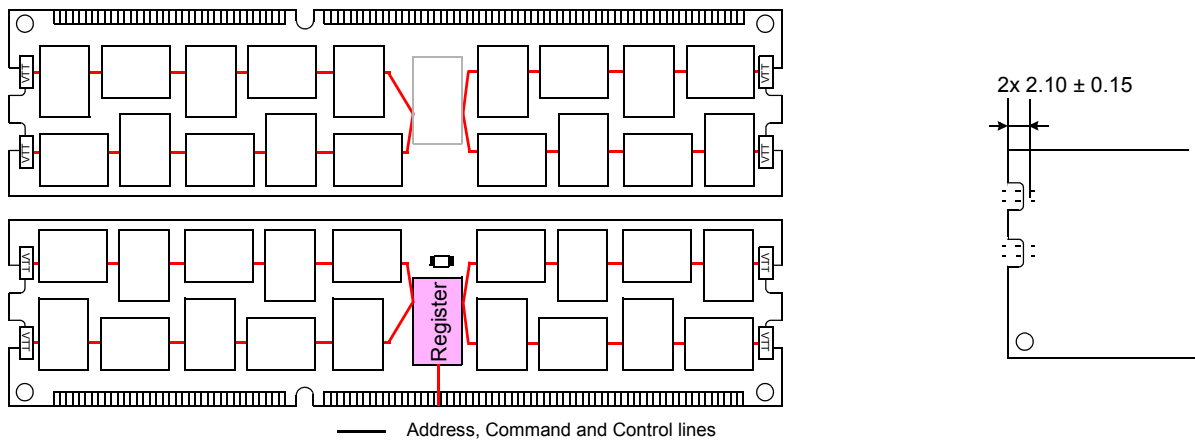 VTT
VTT
VTT
VTT
2x 2.10 ± 0.15
VTT
VTT
Register
VTT
VTT
Address, Command and Control lines